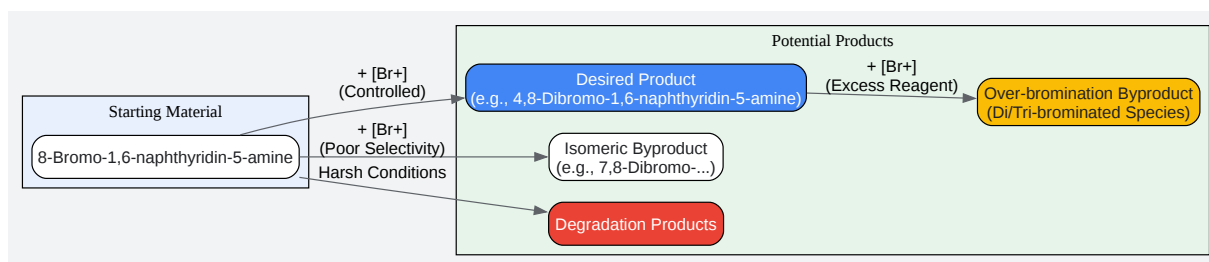 Potential Products
Starting Material
8-Bromo-1,6-naphthyridin-5-amine
+ [Br+]
(Controlled)
+ [Br+]
(Poor Selectivity)
Harsh Conditions
Desired Product
(e.g., 4,8-Dibromo-1,6-naphthyridin-5-amine)
+ [Br+]
(Excess Reagent)
Over-bromination Byproduct
(Di/Tri-brominated Species)
Isomeric Byproduct
(e.g., 7,8-Dibromo-...)
Degradation Products